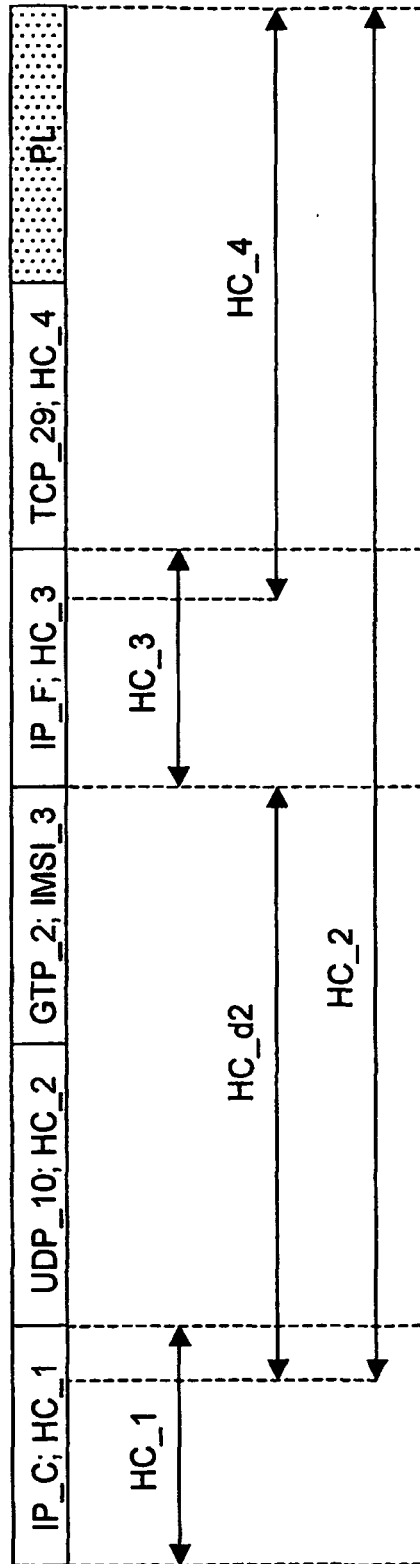 IP_C; HC_1
UDP_10; HC_2
GTP_2; IMSI_3
IP_F; HC_3
TCP_29; HC_4
PL
HC_1
HC_3
HC_d2
HC_4
HC_2